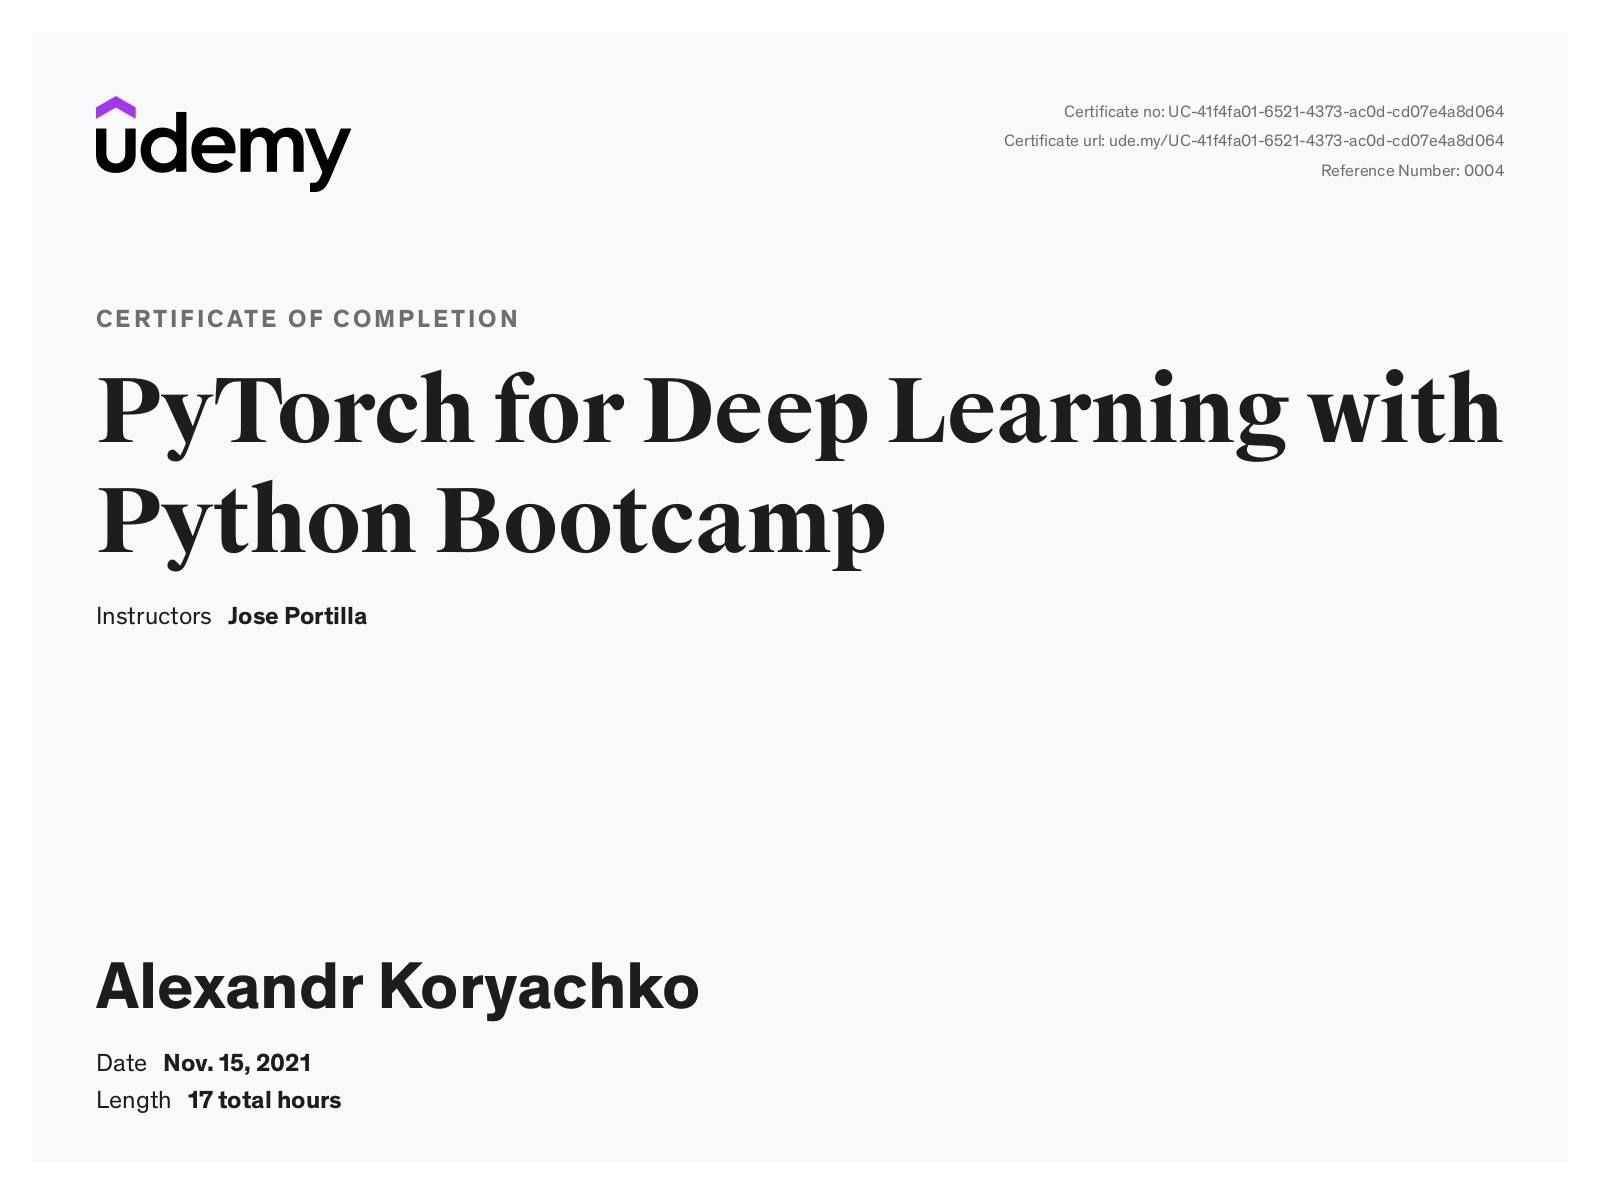 udemy
Certificate no: UC-41f4fa01-6521-4373-ac0d-cd07e4a8d064
Certificate url: ude.my/UC-41f4fa01-6521-4373-ac0d-cd07e4a8d064
Reference Number: 0004
CERTIFICATE OF COMPLETION
PyTorch for Deep Learning with
Python Bootcamp
Instructors Jose Portilla
Alexandr Koryachko
Date Nov. 15, 2021
Length 17 total hours